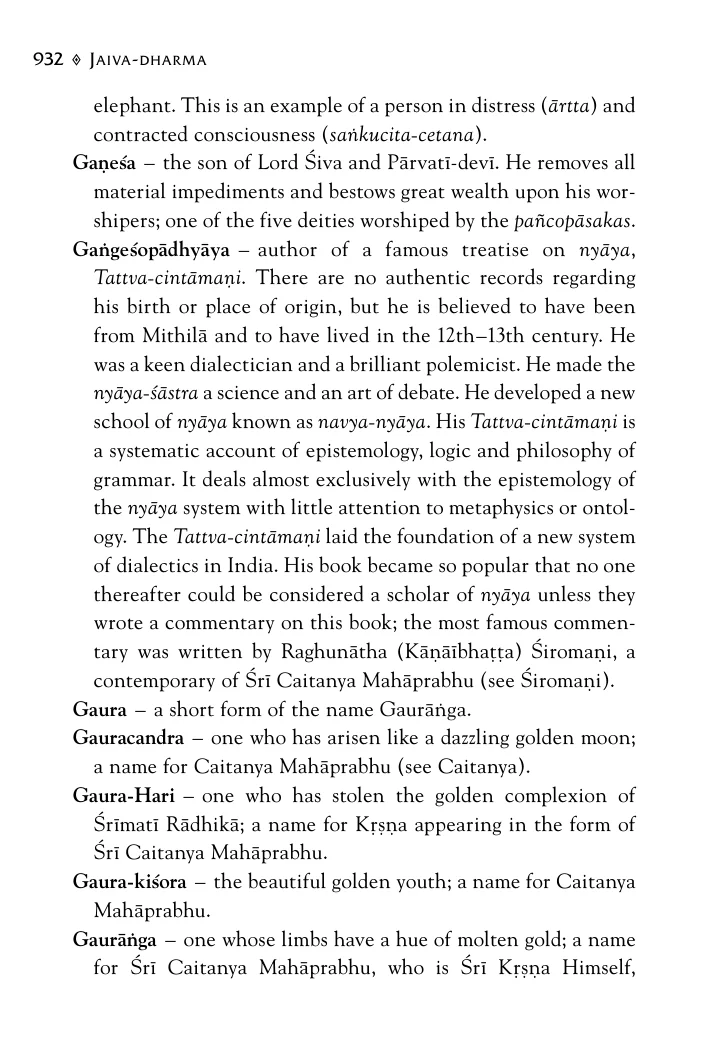 932 ◈ Jaiva-dharma
elephant. This is an example of a person in distress (ārtta) and
contracted consciousness (saṅkucita-cetana).
Gaṇeśa – the son of Lord Śiva and Pārvatī-devī. He removes all
material impediments and bestows great wealth upon his wor-
shipers; one of the five deities worshiped by the pañcopāsakas.
Gaṅgeśopādhyāya – author of a famous treatise on nyāya,
Tattva-cintāmaṇi. There are no authentic records regarding
his birth or place of origin, but he is believed to have been
from Mithilā and to have lived in the 12th–13th century. He
was a keen dialectician and a brilliant polemicist. He made the
nyāya-śāstra a science and an art of debate. He developed a new
school of nyāya known as navya-nyāya. His Tattva-cintāmaṇi is
a systematic account of epistemology, logic and philosophy of
grammar. It deals almost exclusively with the epistemology of
the nyāya system with little attention to metaphysics or ontol-
ogy. The Tattva-cintāmaṇi laid the foundation of a new system
of dialectics in India. His book became so popular that no one
thereafter could be considered a scholar of nyāya unless they
wrote a commentary on this book; the most famous commen-
tary was written by Raghunātha (Kāṇāībhaṭṭa) Śiromaṇi, a
contemporary of Śrī Caitanya Mahāprabhu (see Śiromaṇi).
Gaura – a short form of the name Gaurāṅga.
Gauracandra – one who has arisen like a dazzling golden moon;
a name for Caitanya Mahāprabhu (see Caitanya).
Gaura-Hari – one who has stolen the golden complexion of
Śrīmatī Rādhikā; a name for Kṛṣṇa appearing in the form of
Śrī Caitanya Mahāprabhu.
Gaura-kiśora – the beautiful golden youth; a name for Caitanya
Mahāprabhu.
Gaurāṅga – one whose limbs have a hue of molten gold; a name
for Śrī Caitanya Mahāprabhu, who is Śrī Kṛṣṇa Himself,